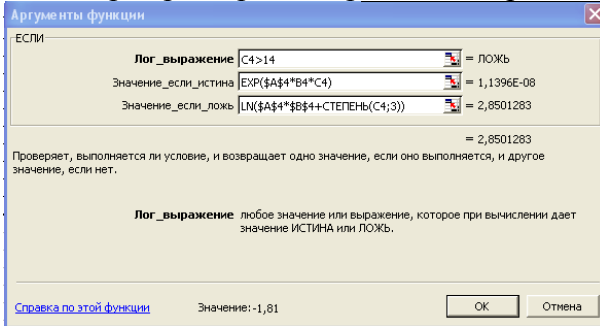 Аргументы функции
ЕСЛИ
Лог_выражение C4>14 = ЛОЖЬ
Значение_если_истина EXP($A$4*B4*C4) = 1,1396E-08
Значение_если_ложь LN($A$4*$B$4+СТЕПЕНЬ(C4;3)) = 2,8501283
= 2,8501283
Проверяет, выполняется ли условие, и возвращает одно значение, если оно выполняется, и другое
значение, если нет.
Лог_выражение любое значение или выражение, которое при вычислении дает
значение ИСТИНА или ЛОЖЬ.
Справка по этой функции Значение:-1,81 ОК Отмена